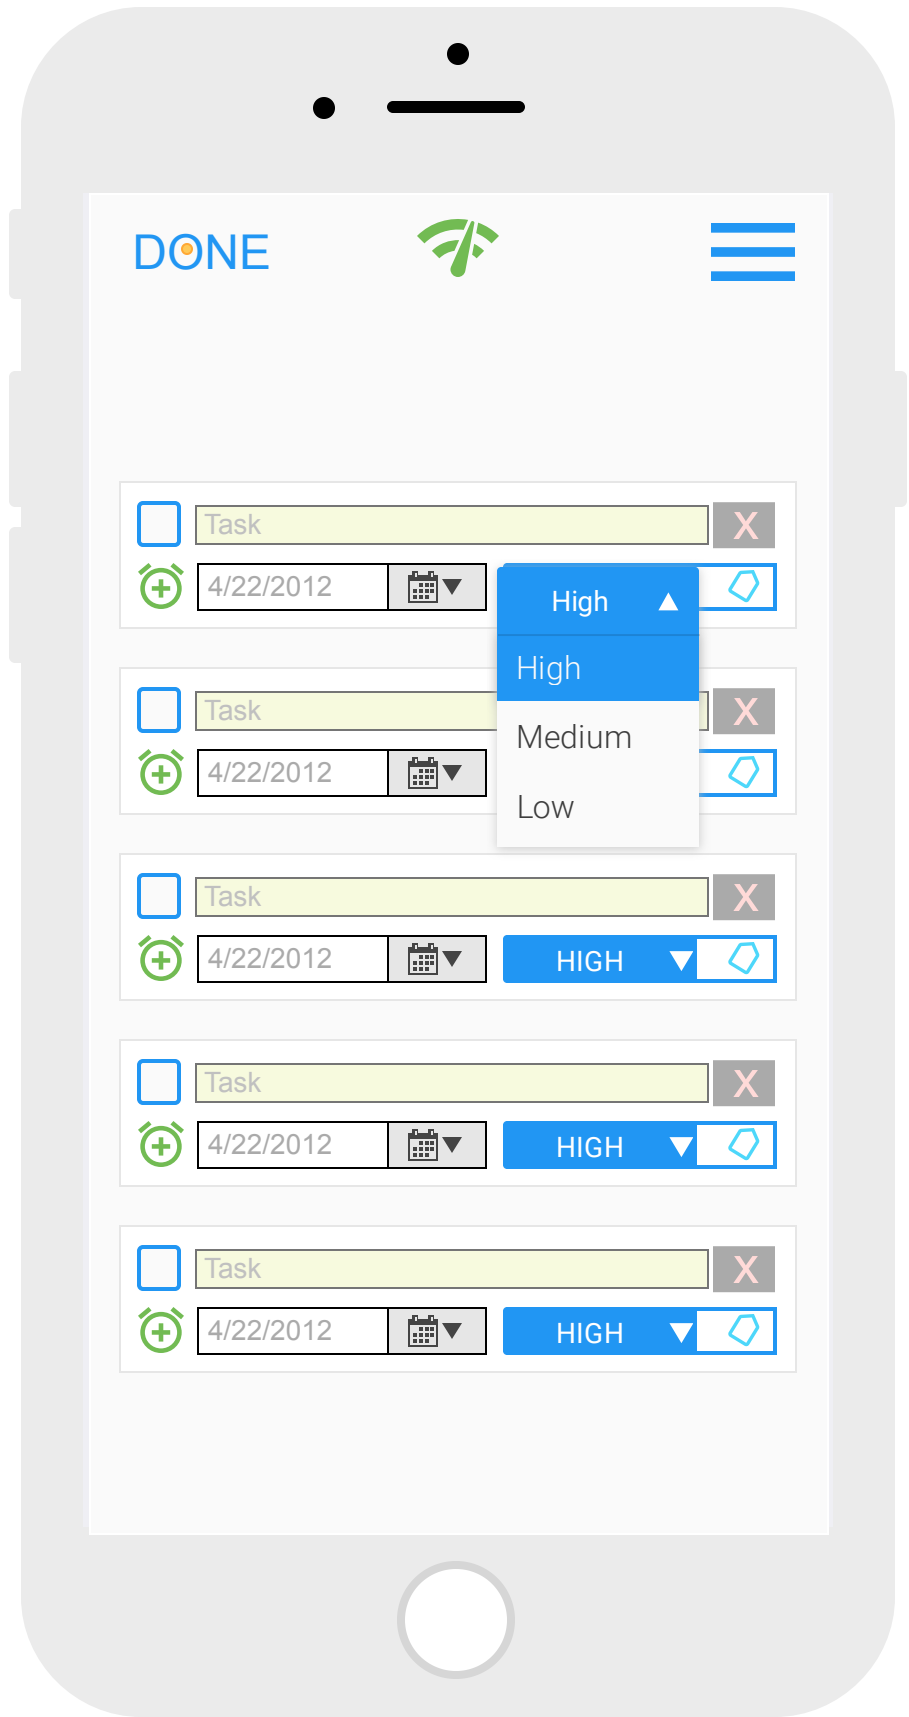 DONE
Task X
4/22/2012 High
High
Task X
Medium
4/22/2012
Low
Task X
4/22/2012 HIGH
Task X
4/22/2012 HIGH
Task X
4/22/2012 HIGH